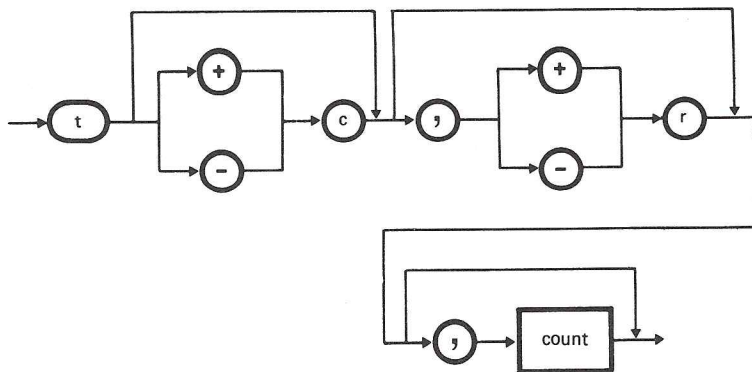 + +
t c , r
- -
, count